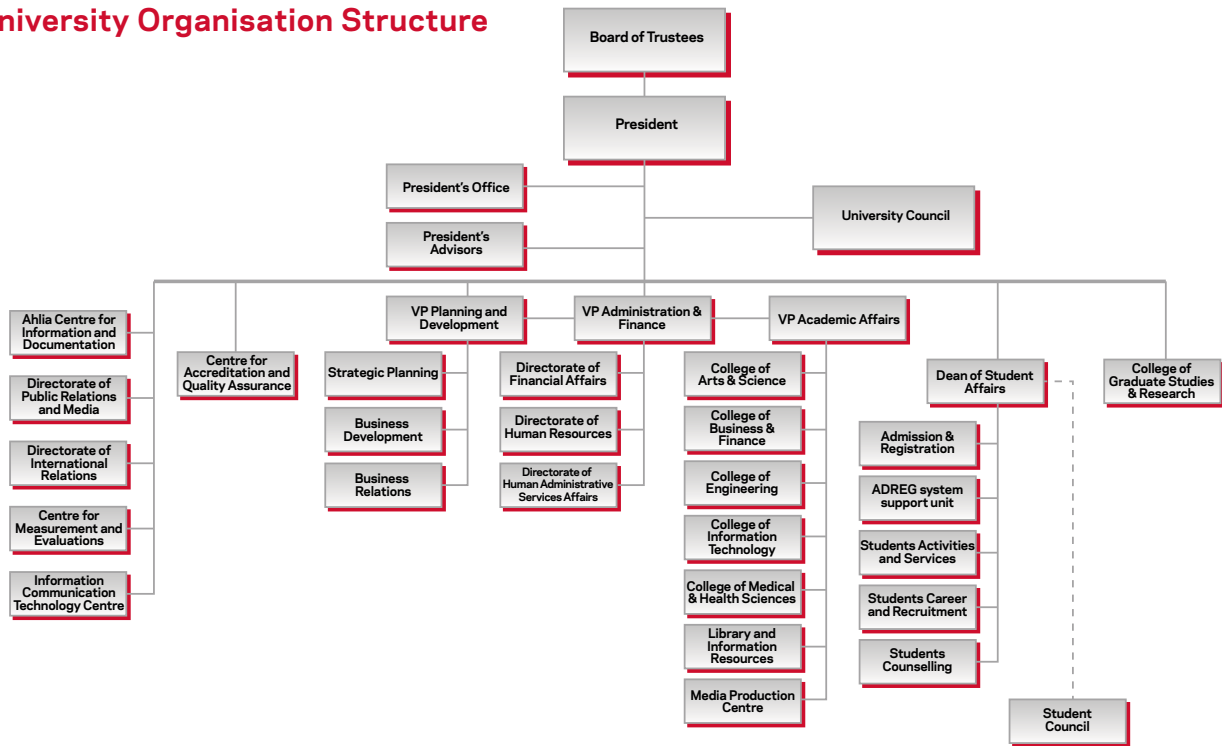 niversity Organisation Structure
Board of Trustees
President
President's Office
University Council
President's
Advisors
VP Planning and
Development
VP Administration &
Finance
VP Academic Affairs
Ahlia Centre for
Information and
Documentation
Centre for
Accreditation and
Quality Assurance
Strategic Planning
Directorate of
Financial Affairs
College of
Arts & Science
Dean of Student
Affairs
College of
Graduate Studies
& Research
Directorate of
Public Relations
and Media
Business
Development
Directorate of
Human Resources
College of
Business &
Finance
Admission &
Registration
Directorate of
International
Relations
Business
Relations
Directorate of
Human Administrative
Services Affairs
College of
Engineering
ADREG system
support unit
Centre for
Measurement and
Evaluations
College of
Information
Technology
Students Activities
and Services
Information
Communication
Technology Centre
College of Medical
& Health Sciences
Students Career
and Recruitment
Library and
Information
Resources
Students
Counselling
Media Production
Centre
Student
Council